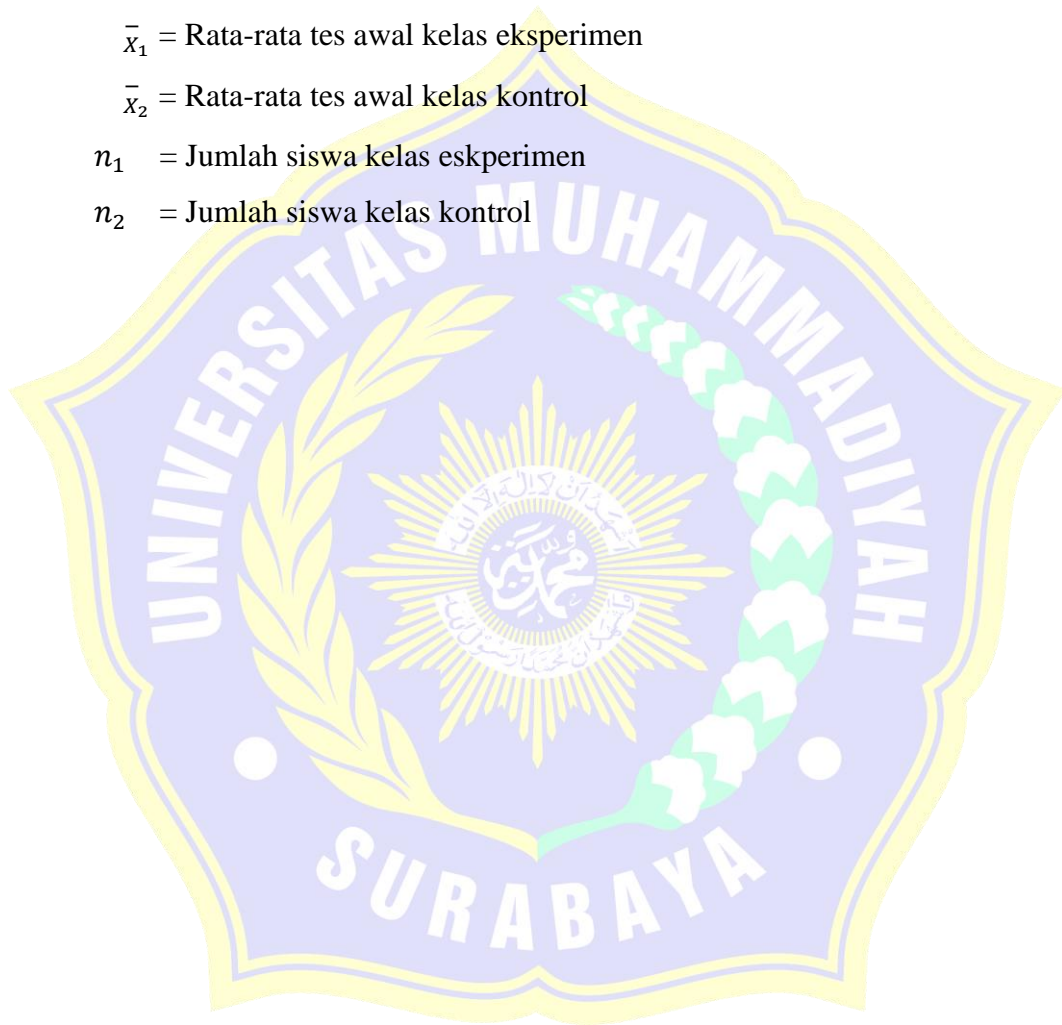 x̄₁ = Rata-rata tes awal kelas eksperimen
x̄₂ = Rata-rata tes awal kelas kontrol
n₁ = Jumlah siswa kelas eskperimen
n₂ = Jumlah siswa kelas kontrol
UNIVERSITAS MUHAMMADIYAH
SURABAYA